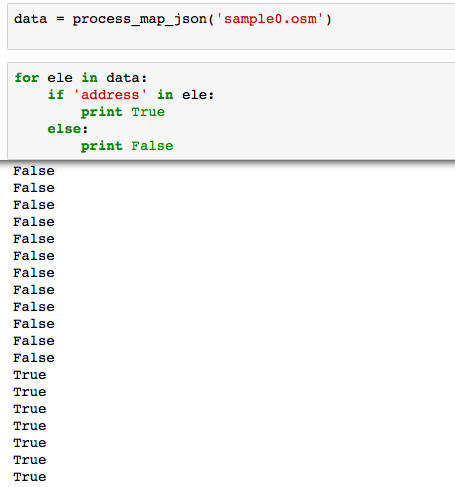 data = process_map_json('sample0.osm')
for ele in data:
    if 'address' in ele:
        print True
    else:
        print False
False
False
False
False
False
False
False
False
False
False
False
False
True
True
True
True
True
True
True